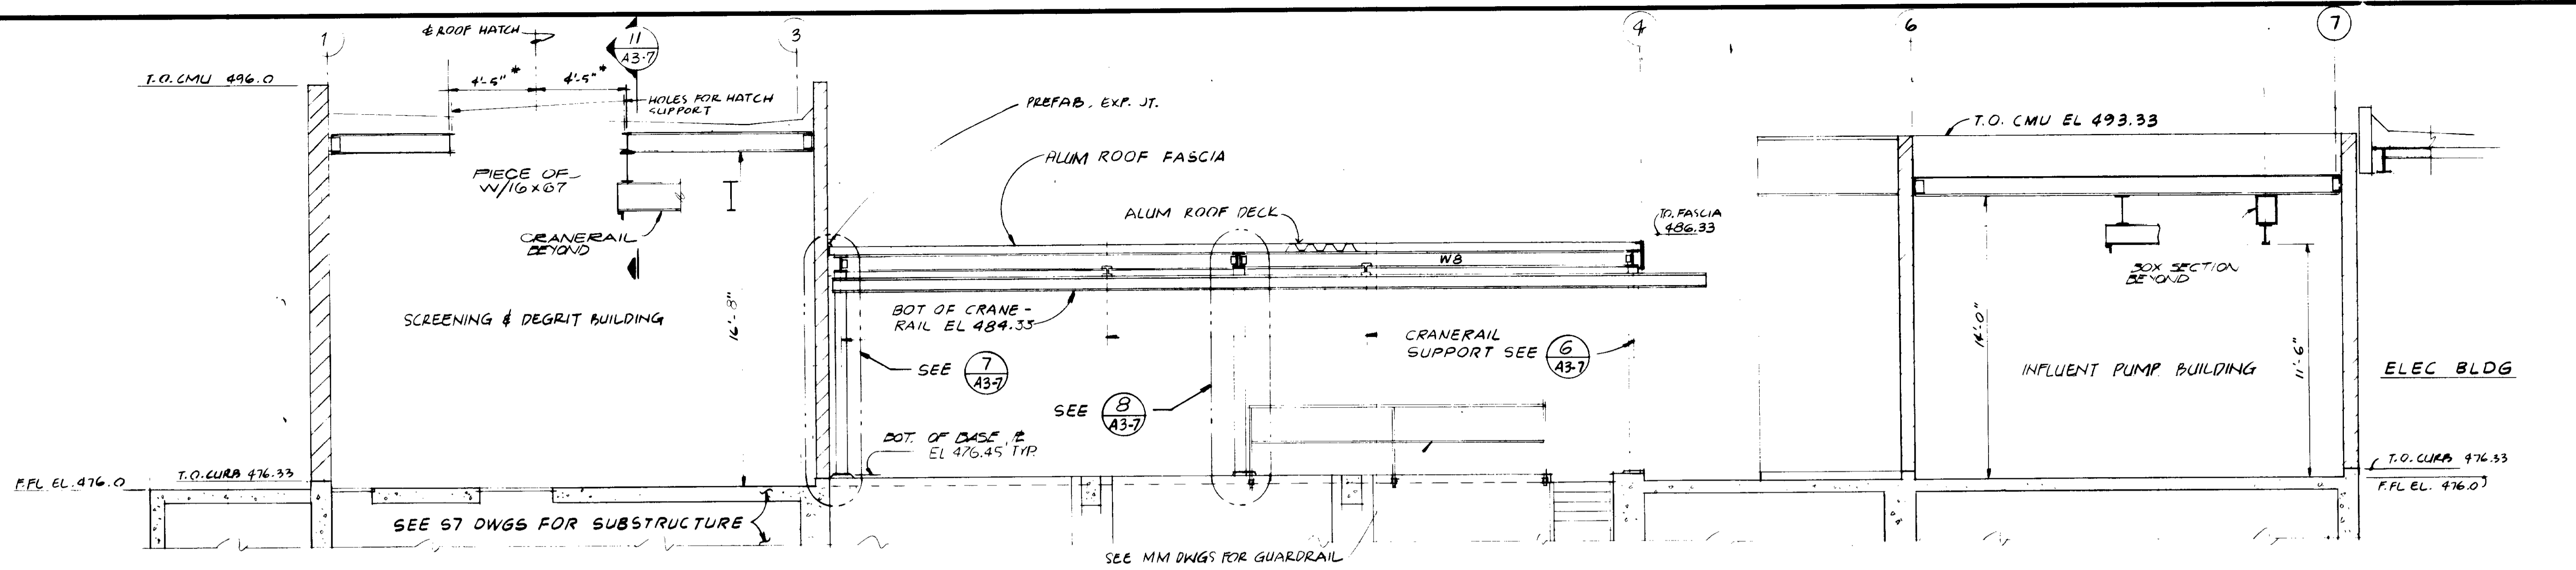 1
℄ ROOF HATCH
11
A3-7
3
4
6
7
T.O. CMU 496.0
4'-5" *
4'-5" *
HOLES FOR HATCH
SUPPORT
PREFAB. EXP. JT.
T.O. CMU EL 493.33
ALUM ROOF FASCIA
PIECE OF
W/16x67
ALUM ROOF DECK
T.O. FASCIA
486.33
CRANERAIL
BEYOND
W8
BOX SECTION
BEYOND
16'-8"
SCREENING & DEGRIT BUILDING
BOT OF CRANE-
RAIL EL 484.33
14'-0"
CRANERAIL
SUPPORT SEE
6
A3-7
SEE
7
A3-7
INFLUENT PUMP BUILDING
11'-6"
ELEC BLDG
SEE
8
A3-7
BOT. OF BASE ℄
EL 476.45 TYP.
F.FL EL. 476.0
T.O. CURB 476.33
T.O. CURB 476.33
F.FL EL. 476.0
SEE S7 DWGS FOR SUBSTRUCTURE
SEE MM DWGS FOR GUARDRAIL